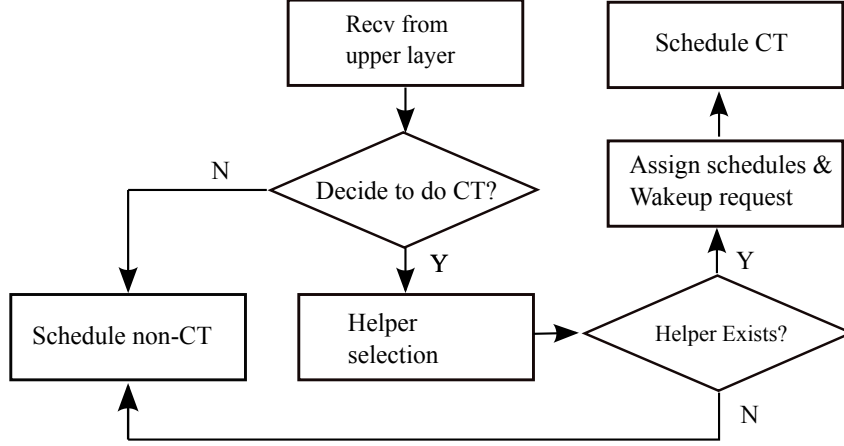 Recv from
upper layer
Schedule CT
N
Decide to do CT?
Assign schedules &
Wakeup request
Y
Y
Schedule non-CT
Helper
selection
Helper Exists?
N